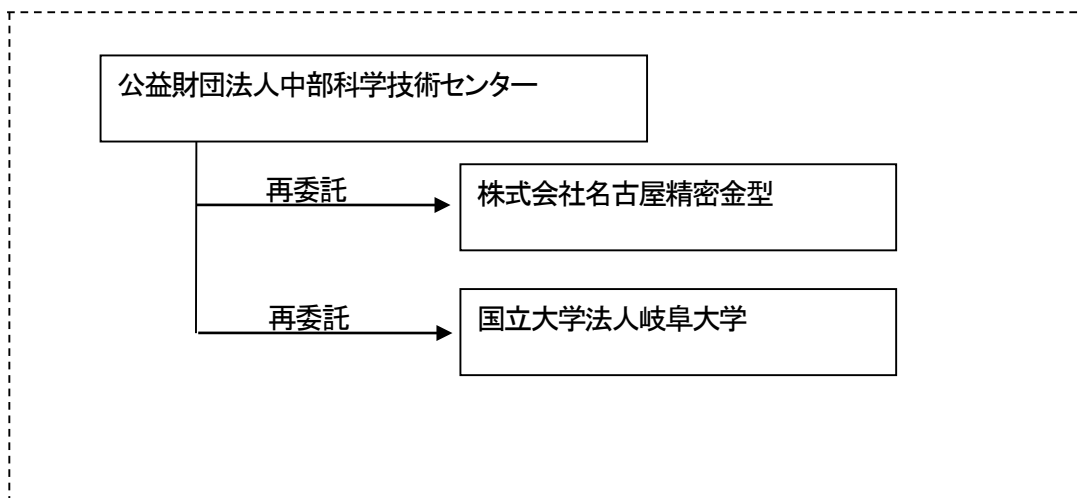 公益財団法人中部科学技術センター
再委託
株式会社名古屋精密金型
再委託
国立大学法人岐阜大学